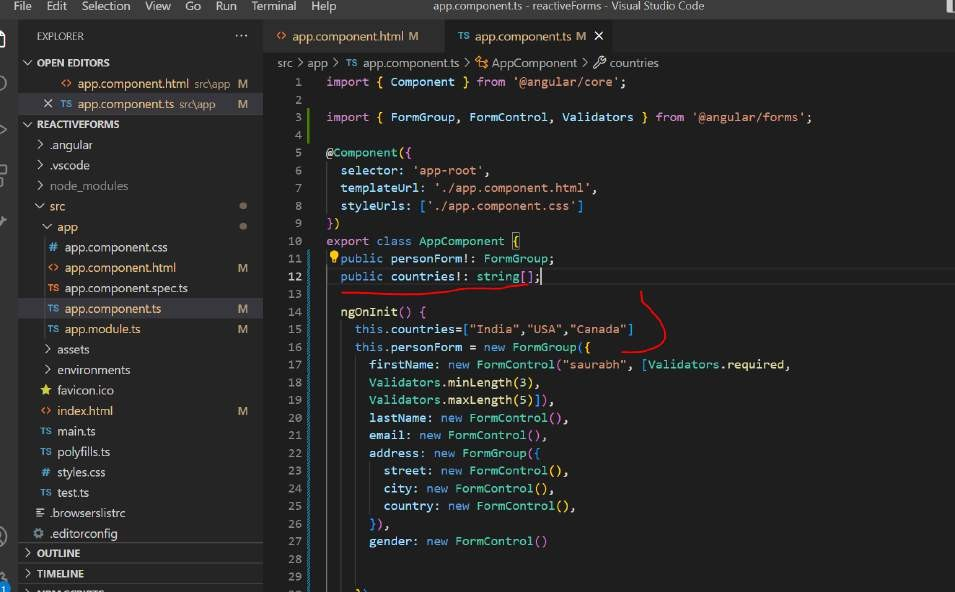 File Edit Selection View Go Run Terminal Help app.component.ts - reactiveForms - Visual Studio Code
EXPLORER ...
OPEN EDITORS
app.component.html src\app M
TS app.component.ts src\app M
REACTIVEFORMS
.angular
.vscode
node_modules
src
app
# app.component.css
<> app.component.html M
TS app.component.spec.ts
TS app.component.ts M
TS app.module.ts M
assets
environments
favicon.ico
<> index.html M
TS main.ts
TS polyfills.ts
# styles.css
TS test.ts
.browserslistrc
.editorconfig
OUTLINE
TIMELINE
NPM SCRIPTS
1
<> app.component.html M TS app.component.ts M
src > app > TS app.component.ts > AppComponent > countries
1 import { Component } from '@angular/core';
2
3 import { FormGroup, FormControl, Validators } from '@angular/forms';
4
5 @Component({
6 selector: 'app-root',
7 templateUrl: './app.component.html',
8 styleUrls: ['./app.component.css']
9 })
10 export class AppComponent {
11 public personForm!: FormGroup;
12 public countries!: string[];
13
14 ngOnInit() {
15 this.countries=["India","USA","Canada"]
16 this.personForm = new FormGroup({
17 firstName: new FormControl("saurabh", [Validators.required,
18 Validators.minLength(3),
19 Validators.maxLength(5)]),
20 lastName: new FormControl(),
21 email: new FormControl(),
22 address: new FormGroup({
23 street: new FormControl(),
24 city: new FormControl(),
25 country: new FormControl(),
26 }),
27 gender: new FormControl()
28
29